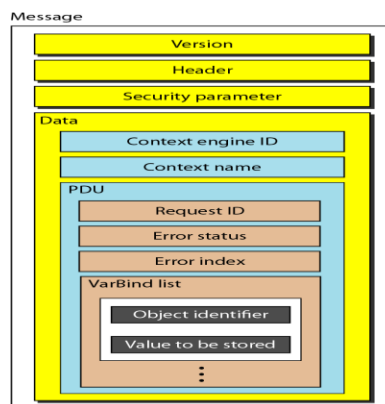 Message
Version
Header
Security parameter
Data
Context engine ID
Context name
PDU
Request ID
Error status
Error index
VarBind list
Object identifier
Value to be stored